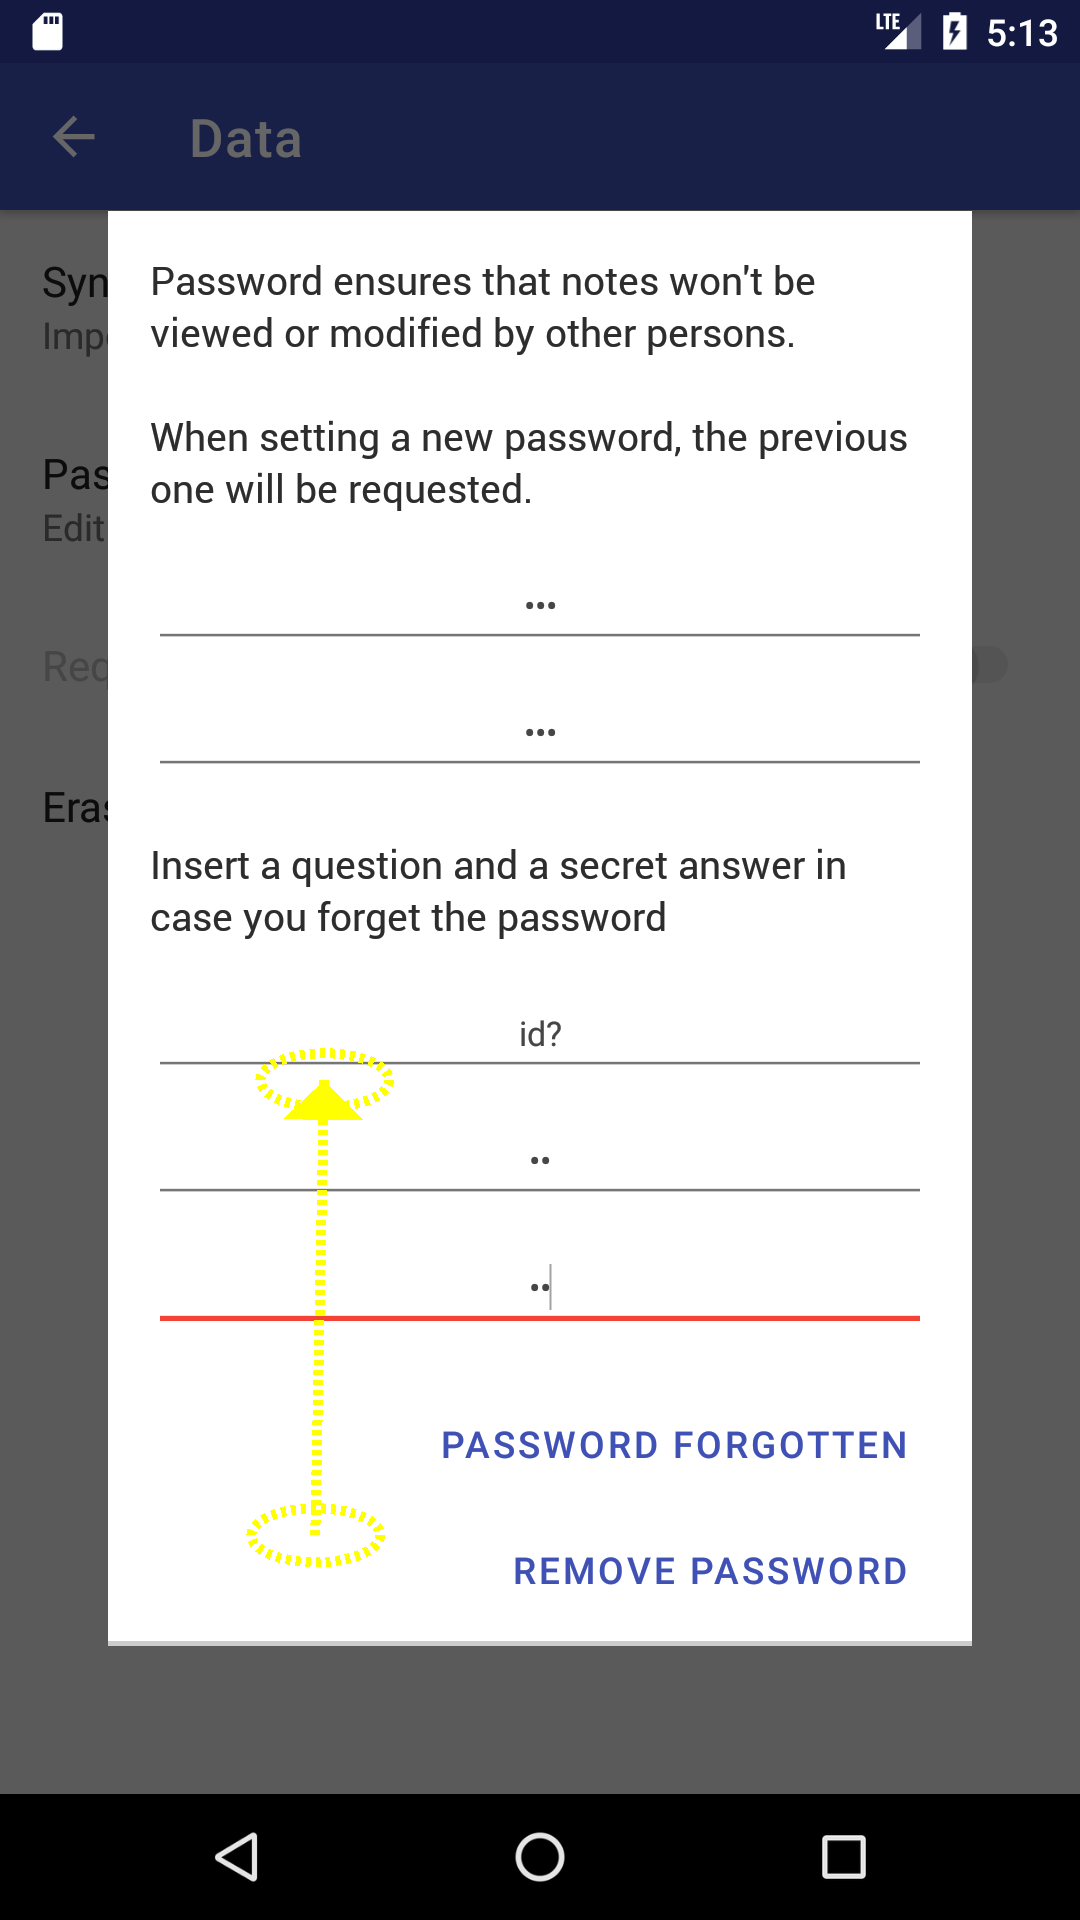 LTE 5:13
Data
Password ensures that notes won't be
viewed or modified by other persons.
When setting a new password, the previous
one will be requested.
•••
•••
Insert a question and a secret answer in
case you forget the password
id?
••
••
PASSWORD FORGOTTEN
REMOVE PASSWORD
Syn
Impo
Pas
Edit
Req
Eras